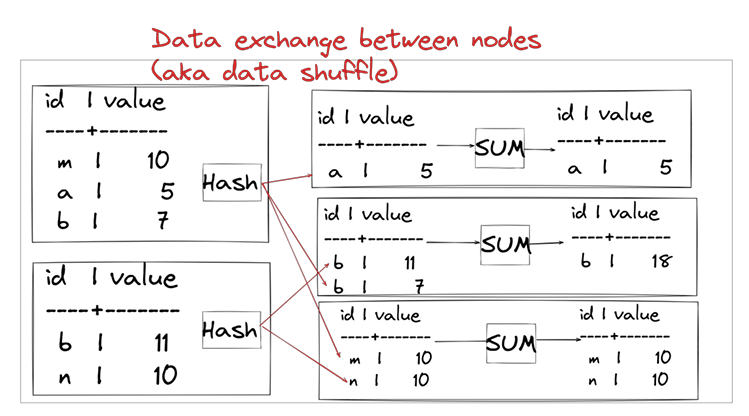 Data exchange between nodes
(aka data shuffle)
id | value
----+-------
m | 10
a | 5
b | 7
Hash
id | value
----+-------
b | 11
n | 10
Hash
id | value
----+-------
a | 5
SUM
id | value
----+-------
a | 5
id | value
----+-------
b | 11
b | 7
SUM
id | value
----+-------
b | 18
id | value
----+-------
m | 10
n | 10
SUM
id | value
----+-------
m | 10
n | 10